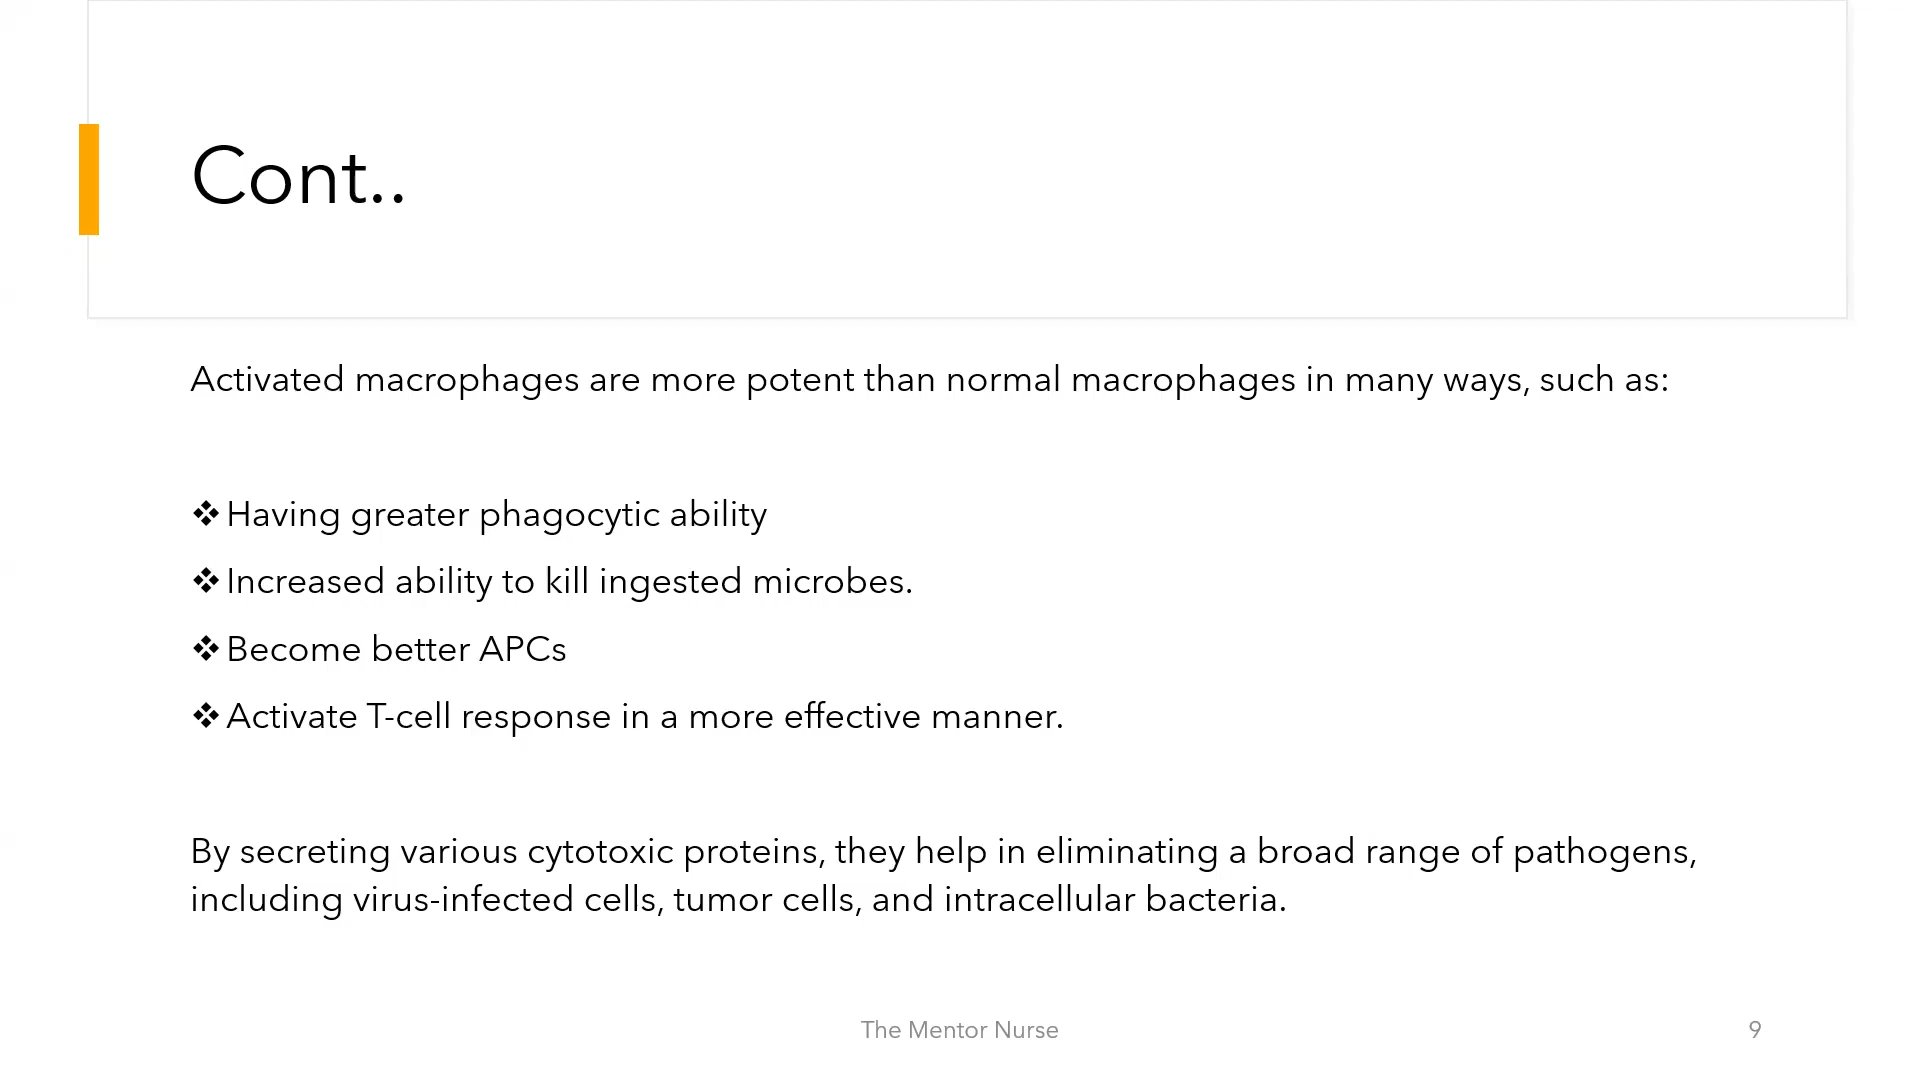 Cont..
Activated macrophages are more potent than normal macrophages in many ways, such as:
❖ Having greater phagocytic ability
❖ Increased ability to kill ingested microbes.
❖ Become better APCs
❖ Activate T-cell response in a more effective manner.
By secreting various cytotoxic proteins, they help in eliminating a broad range of pathogens,
including virus-infected cells, tumor cells, and intracellular bacteria.
The Mentor Nurse
9